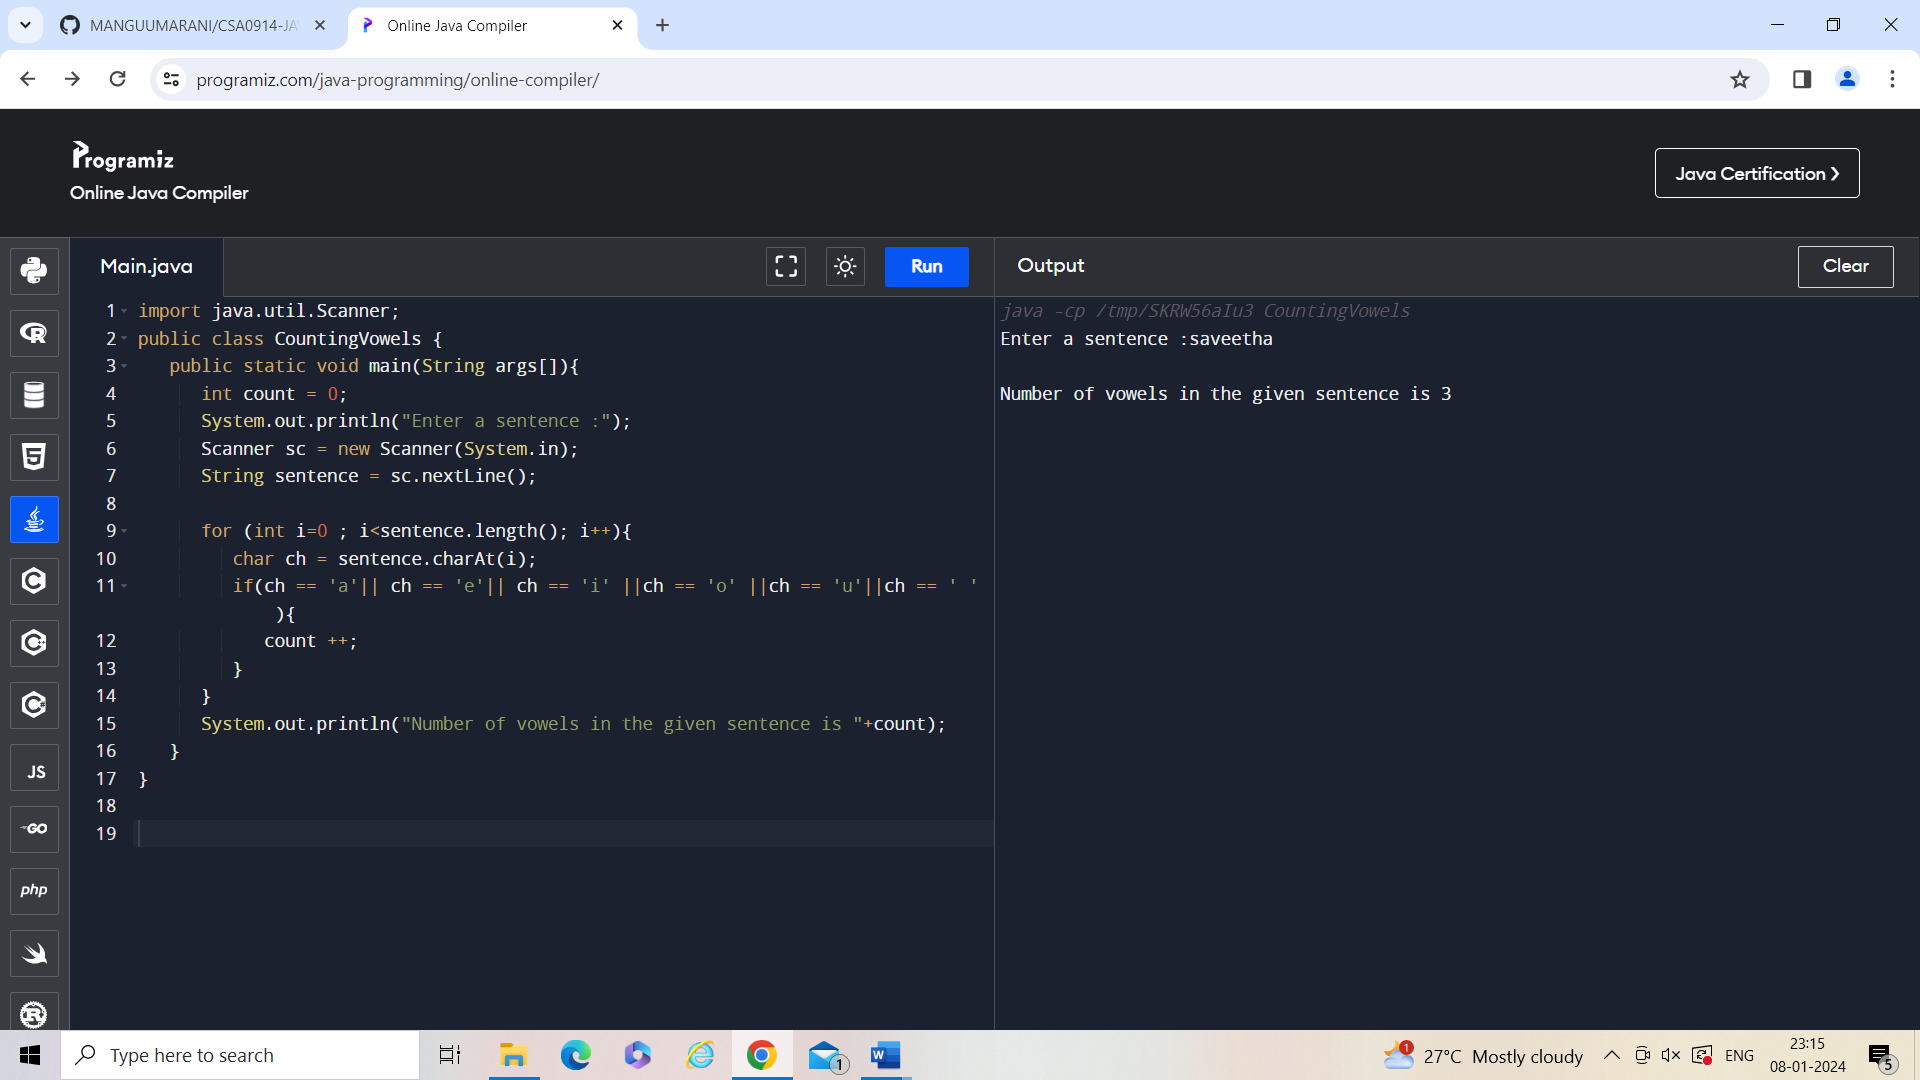 MANGUUMARANI/CSA0914-JA
Online Java Compiler
programiz.com/java-programming/online-compiler/
Programiz
Online Java Compiler
Java Certification ❯
Main.java
Run
Output
Clear
1 import java.util.Scanner;
2 public class CountingVowels {
3 public static void main(String args[]){
4 int count = 0;
5 System.out.println("Enter a sentence :");
6 Scanner sc = new Scanner(System.in);
7 String sentence = sc.nextLine();
8
9 for (int i=0 ; i<sentence.length(); i++){
10 char ch = sentence.charAt(i);
11 if(ch == 'a'|| ch == 'e'|| ch == 'i' ||ch == 'o' ||ch == 'u'||ch == ' '
){
12 count ++;
13 }
14 }
15 System.out.println("Number of vowels in the given sentence is "+count);
16 }
17 }
18
19
java -cp /tmp/SKRW56aIu3 CountingVowels
Enter a sentence :saveetha
Number of vowels in the given sentence is 3
JS
GO
php
Type here to search
1
1
27°C Mostly cloudy
ENG
23:15
08-01-2024
5